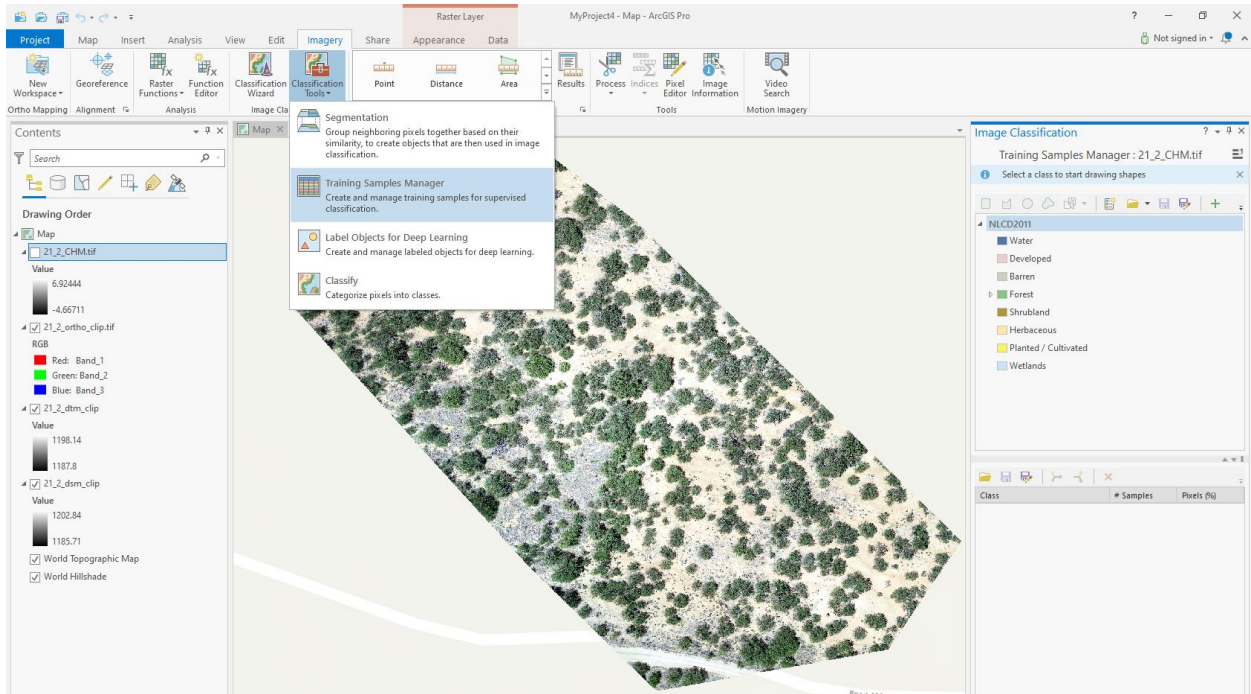 Raster Layer
MyProject4 - Map - ArcGIS Pro
?
Project Map Insert Analysis View Edit Imagery Share Appearance Data
Not signed in
New
Workspace
Georeference
Raster
Functions
Function
Editor
Classification
Wizard
Classification
Tools
Point
Distance
Area
Results
Process
Indices
Pixel
Editor
Image
Information
Video
Search
Ortho Mapping
Alignment
Analysis
Image Cla
Tools
Motion Imagery
Segmentation
Group neighboring pixels together based on their
similarity, to create objects that are then used in image
classification.
Training Samples Manager
Create and manage training samples for supervised
classification.
Label Objects for Deep Learning
Create and manage labeled objects for deep learning.
Classify
Categorize pixels into classes.
Contents
Search
Drawing Order
Map
21_2_CHM.tif
Value
6.92444
-4.66711
21_2_ortho_clip.tif
RGB
Red: Band_1
Green: Band_2
Blue: Band_3
21_2_dtm_clip
Value
1198.14
1187.8
21_2_dsm_clip
Value
1202.84
1185.71
World Topographic Map
World Hillshade
Map
Image Classification
?
Training Samples Manager : 21_2_CHM.tif
Select a class to start drawing shapes
NLCD2011
Water
Developed
Barren
Forest
Shrubland
Herbaceous
Planted / Cultivated
Wetlands
Class # Samples Pixels (%)